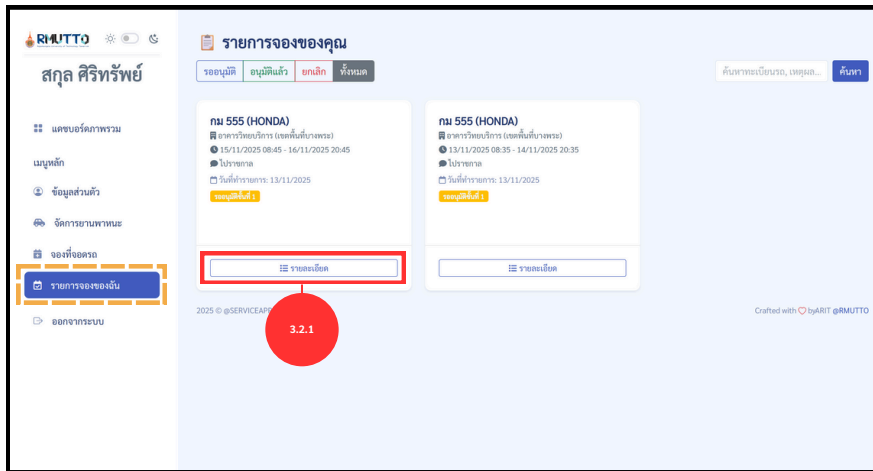 RMUTTO
สกุล ศิริทรัพย์
แดชบอร์ดภาพรวม
เมนูหลัก
ข้อมูลส่วนตัว
จัดการยานพาหนะ
จองที่จอดรถ
รายการจองของฉัน
ออกจากระบบ
รายการจองของคุณ
รออนุมัติ อนุมัติแล้ว ยกเลิก ทั้งหมด
ค้นหาทะเบียนรถ, เหตุผล... ค้นหา
กม 555 (HONDA)
อาคารวิทยบริการ (เขตพื้นที่บางพระ)
15/11/2025 08:45 - 16/11/2025 20:45
ไปราชกาล
วันที่ทำรายการ: 13/11/2025
รออนุมัติขั้นที่ 1
รายละเอียด
กม 555 (HONDA)
อาคารวิทยบริการ (เขตพื้นที่บางพระ)
13/11/2025 08:35 - 14/11/2025 20:35
ไปราชกาล
วันที่ทำรายการ: 13/11/2025
รออนุมัติขั้นที่ 1
รายละเอียด
3.2.1
2025 © @SERVICEAP
Crafted with byARIT @RMUTTO